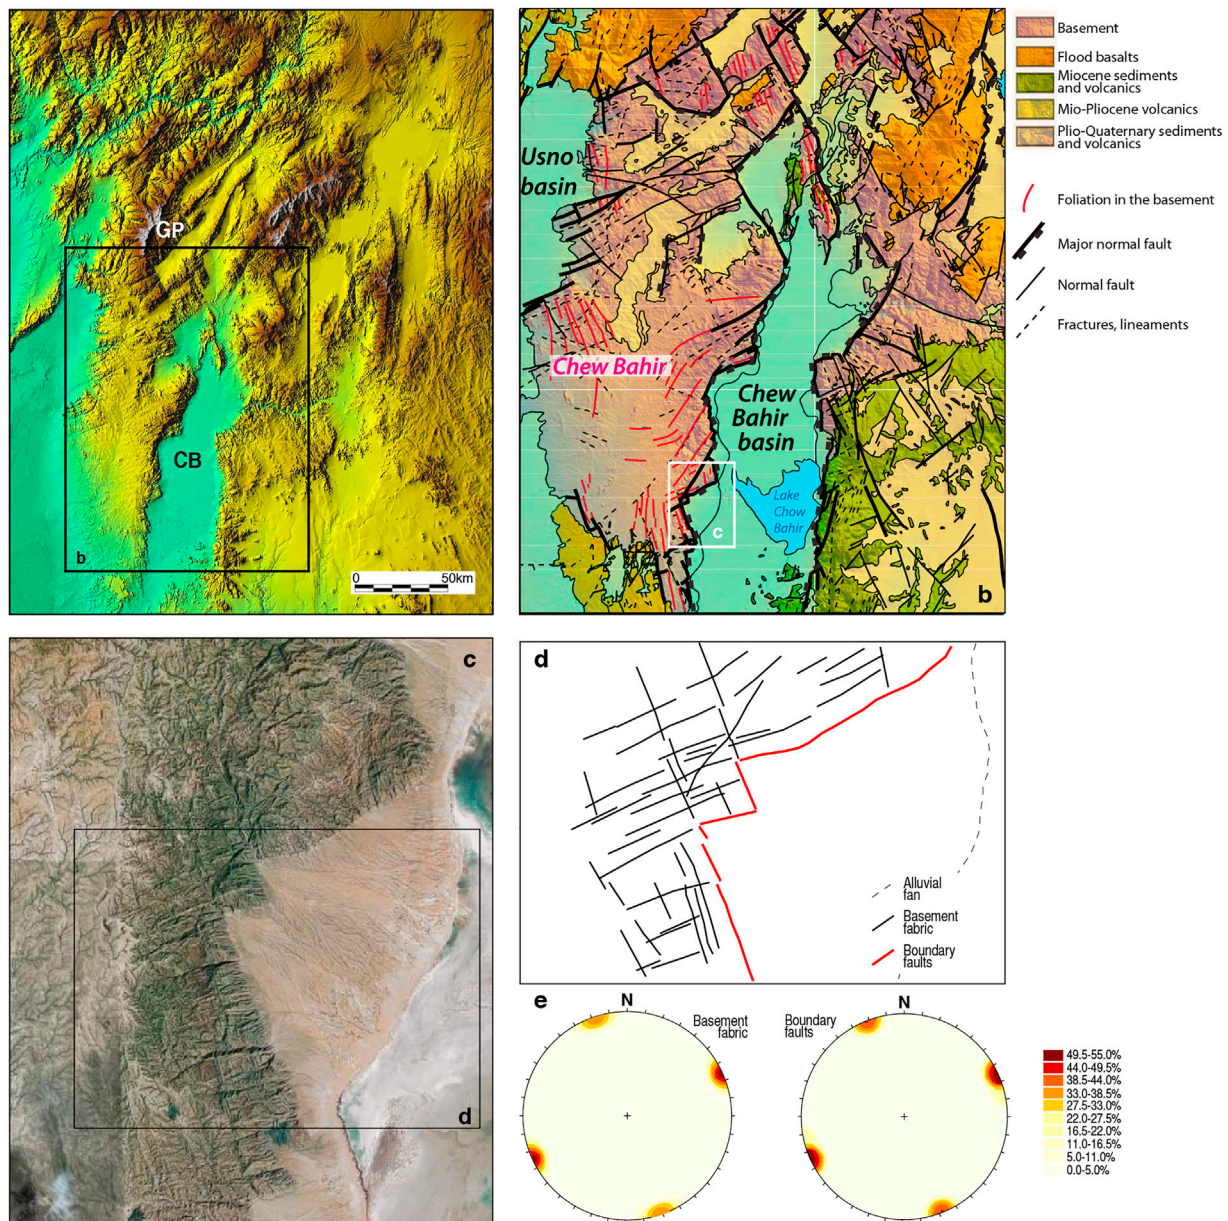 GP
CB
b
0 50km
Usno
basin
Chew Bahir
Chew
Bahir
basin
Lake
Chow
Bahir
c
b
Basement
Flood basalts
Miocene sediments
and volcanics
Mio-Pliocene volcanics
Plio-Quaternary sediments
and volcanics
Foliation in the basement
Major normal fault
Normal fault
Fractures, lineaments
c
d
d
Alluvial
fan
Basement
fabric
Boundary
faults
e
N
Basement
fabric
Boundary
faults
N
49.5-55.0%
44.0-49.5%
38.5-44.0%
33.0-38.5%
27.5-33.0%
22.0-27.5%
16.5-22.0%
11.0-16.5%
5.0-11.0%
0.0-5.0%